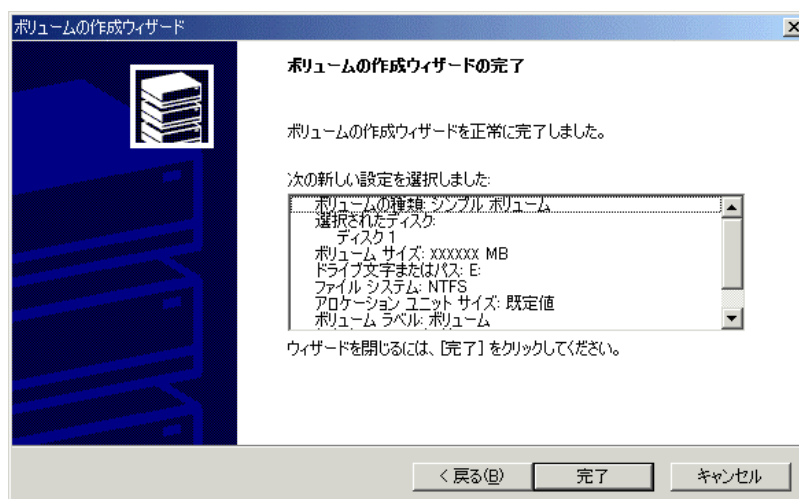 ボリュームの作成ウィザード
ボリュームの作成ウィザードの完了
ボリュームの作成ウィザードを正常に完了しました。
次の新しい設定を選択しました:
ボリュームの種類: シンプル ボリューム
選択されたディスク:
ディスク 1
ボリューム サイズ: xxxxxx MB
ドライブ文字またはパス: E:
ファイル システム: NTFS
アロケーション ユニット サイズ: 既定値
ボリューム ラベル: ボリューム
ウィザードを閉じるには、[完了] をクリックしてください。
< 戻る(B)
完了
キャンセル